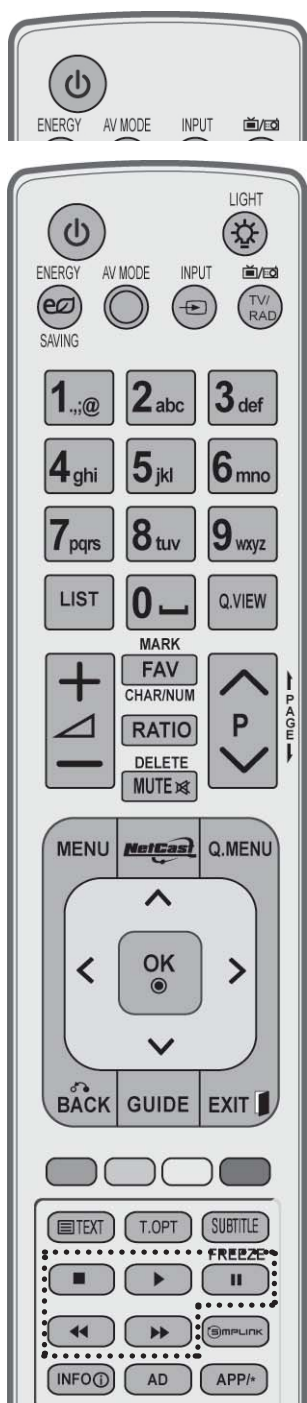 ENERGY AV MODE INPUT
LIGHT
ENERGY AV MODE INPUT
TV/
RAD
SAVING
1.,;@ 2abc 3def
4ghi 5jkl 6mno
7pqrs 8tuv 9wxyz
LIST 0 Q.VIEW
MARK
FAV
CHAR/NUM
RATIO P PAGE
DELETE
MUTE
MENU NetCast Q.MENU
OK
BACK GUIDE EXIT
TEXT T.OPT SUBTITLE
FREEZE
SIMPLINK
INFO AD APP/*